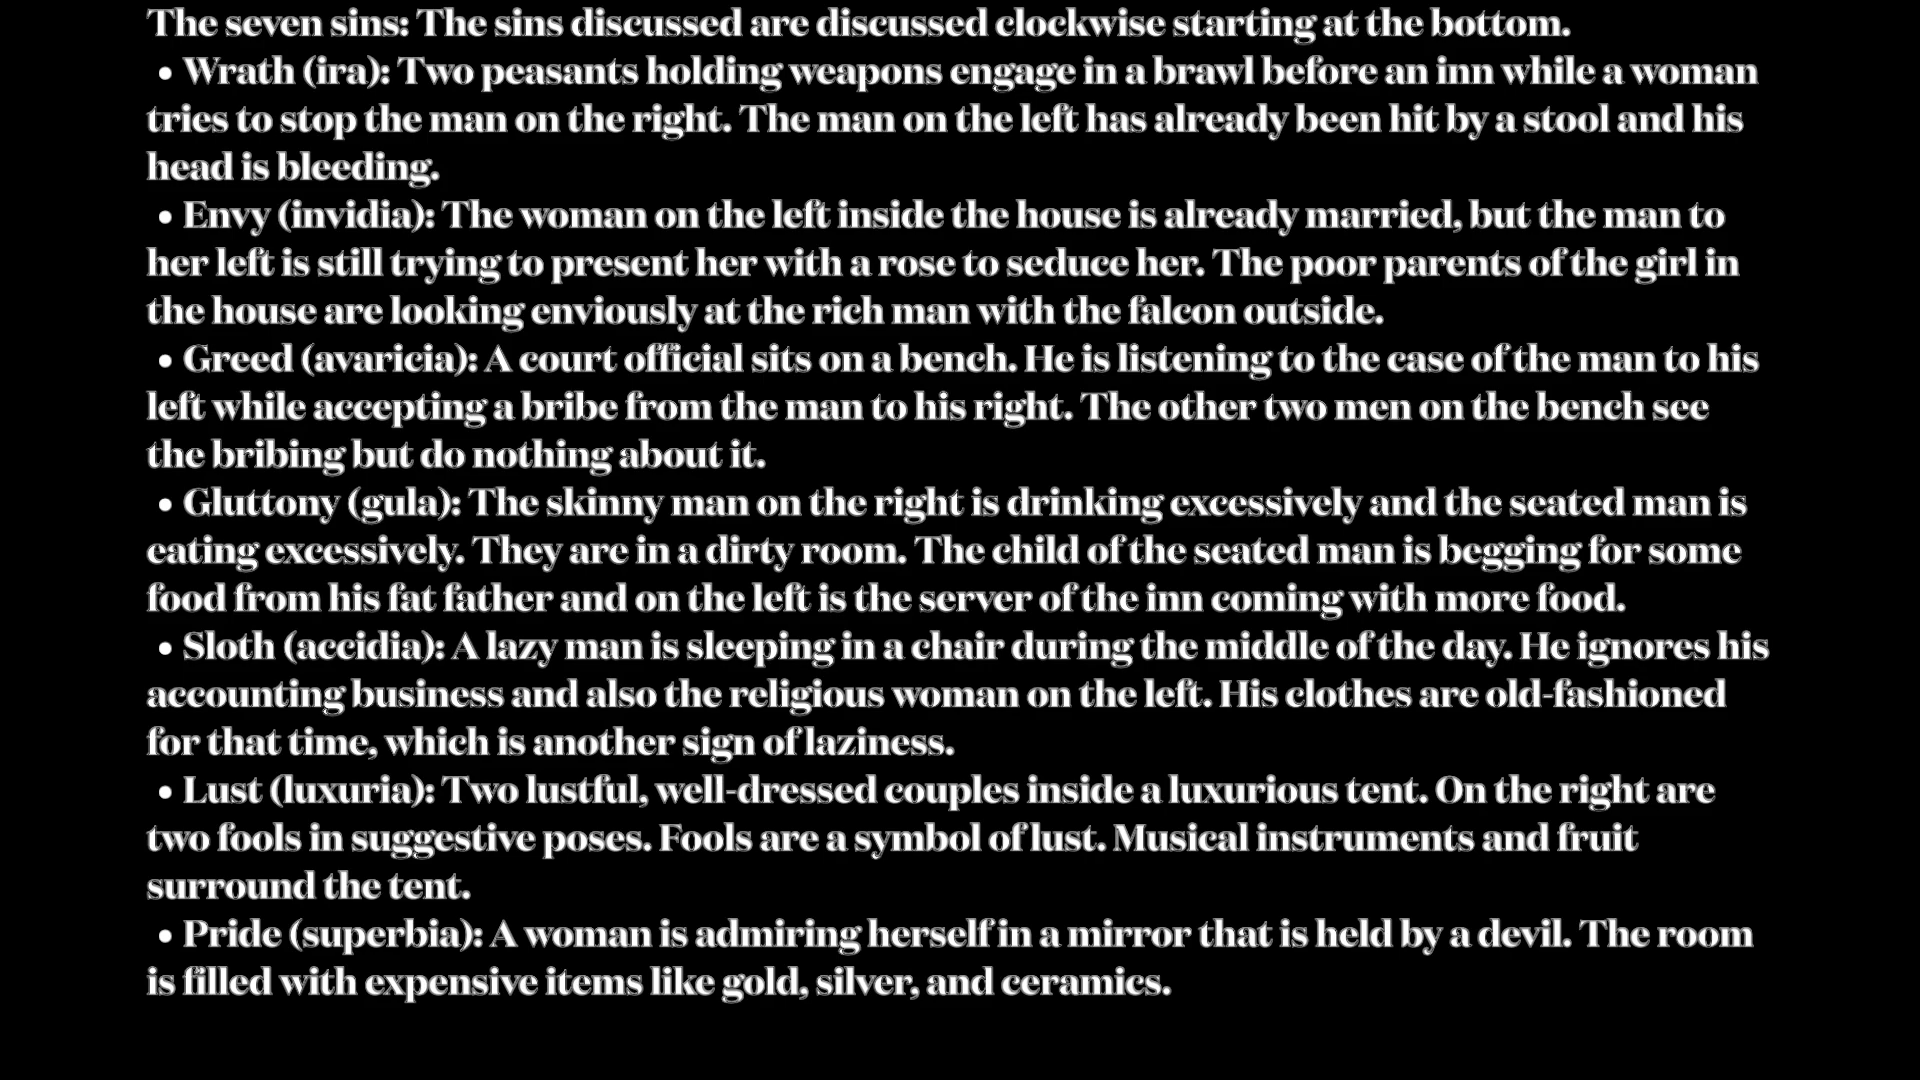 The seven sins: The sins discussed are discussed clockwise starting at the bottom.
• Wrath (ira): Two peasants holding weapons engage in a brawl before an inn while a woman
tries to stop the man on the right. The man on the left has already been hit by a stool and his
head is bleeding.
• Envy (invidia): The woman on the left inside the house is already married, but the man to
her left is still trying to present her with a rose to seduce her. The poor parents of the girl in
the house are looking enviously at the rich man with the falcon outside.
• Greed (avaricia): A court official sits on a bench. He is listening to the case of the man to his
left while accepting a bribe from the man to his right. The other two men on the bench see
the bribing but do nothing about it.
• Gluttony (gula): The skinny man on the right is drinking excessively and the seated man is
eating excessively. They are in a dirty room. The child of the seated man is begging for some
food from his fat father and on the left is the server of the inn coming with more food.
• Sloth (accidia): A lazy man is sleeping in a chair during the middle of the day. He ignores his
accounting business and also the religious woman on the left. His clothes are old-fashioned
for that time, which is another sign of laziness.
• Lust (luxuria): Two lustful, well-dressed couples inside a luxurious tent. On the right are
two fools in suggestive poses. Fools are a symbol of lust. Musical instruments and fruit
surround the tent.
• Pride (superbia): A woman is admiring herself in a mirror that is held by a devil. The room
is filled with expensive items like gold, silver, and ceramics.